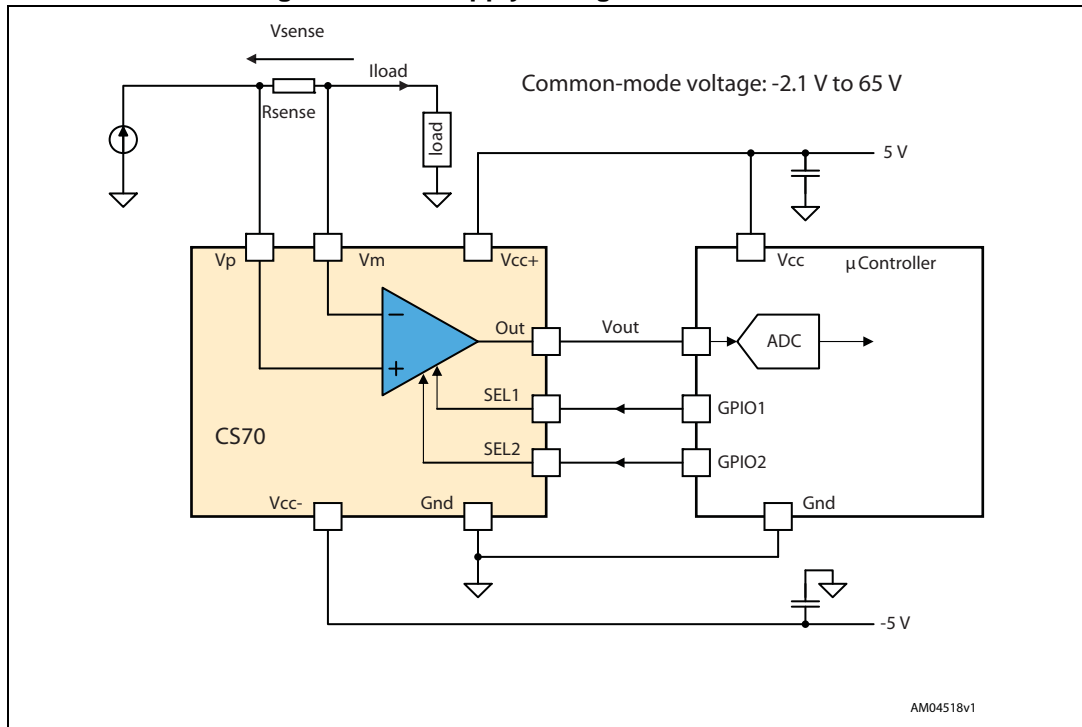 Vsense
Iload
Common-mode voltage: -2.1 V to 65 V
Rsense
load
5 V
Vp
Vm
Vcc+
Vcc
µ Controller
Out
Vout
ADC
SEL1
GPIO1
CS70
SEL2
GPIO2
Vcc-
Gnd
Gnd
-5 V
AM04518v1